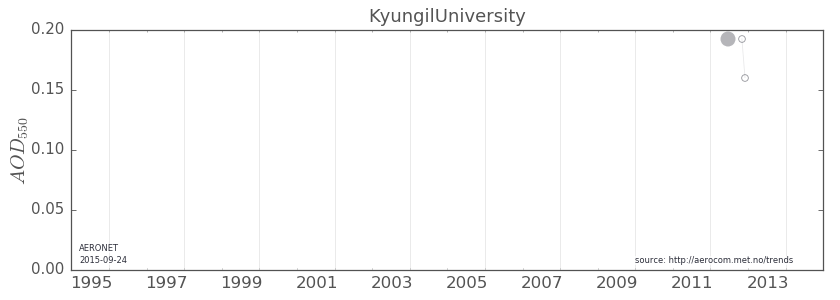 KyungilUniversity
0.20
0.15
0.10
0.05
0.00
AOD550
AERONET
2015-09-24
source: http://aerocom.met.no/trends
1995 1997 1999 2001 2003 2005 2007 2009 2011 2013